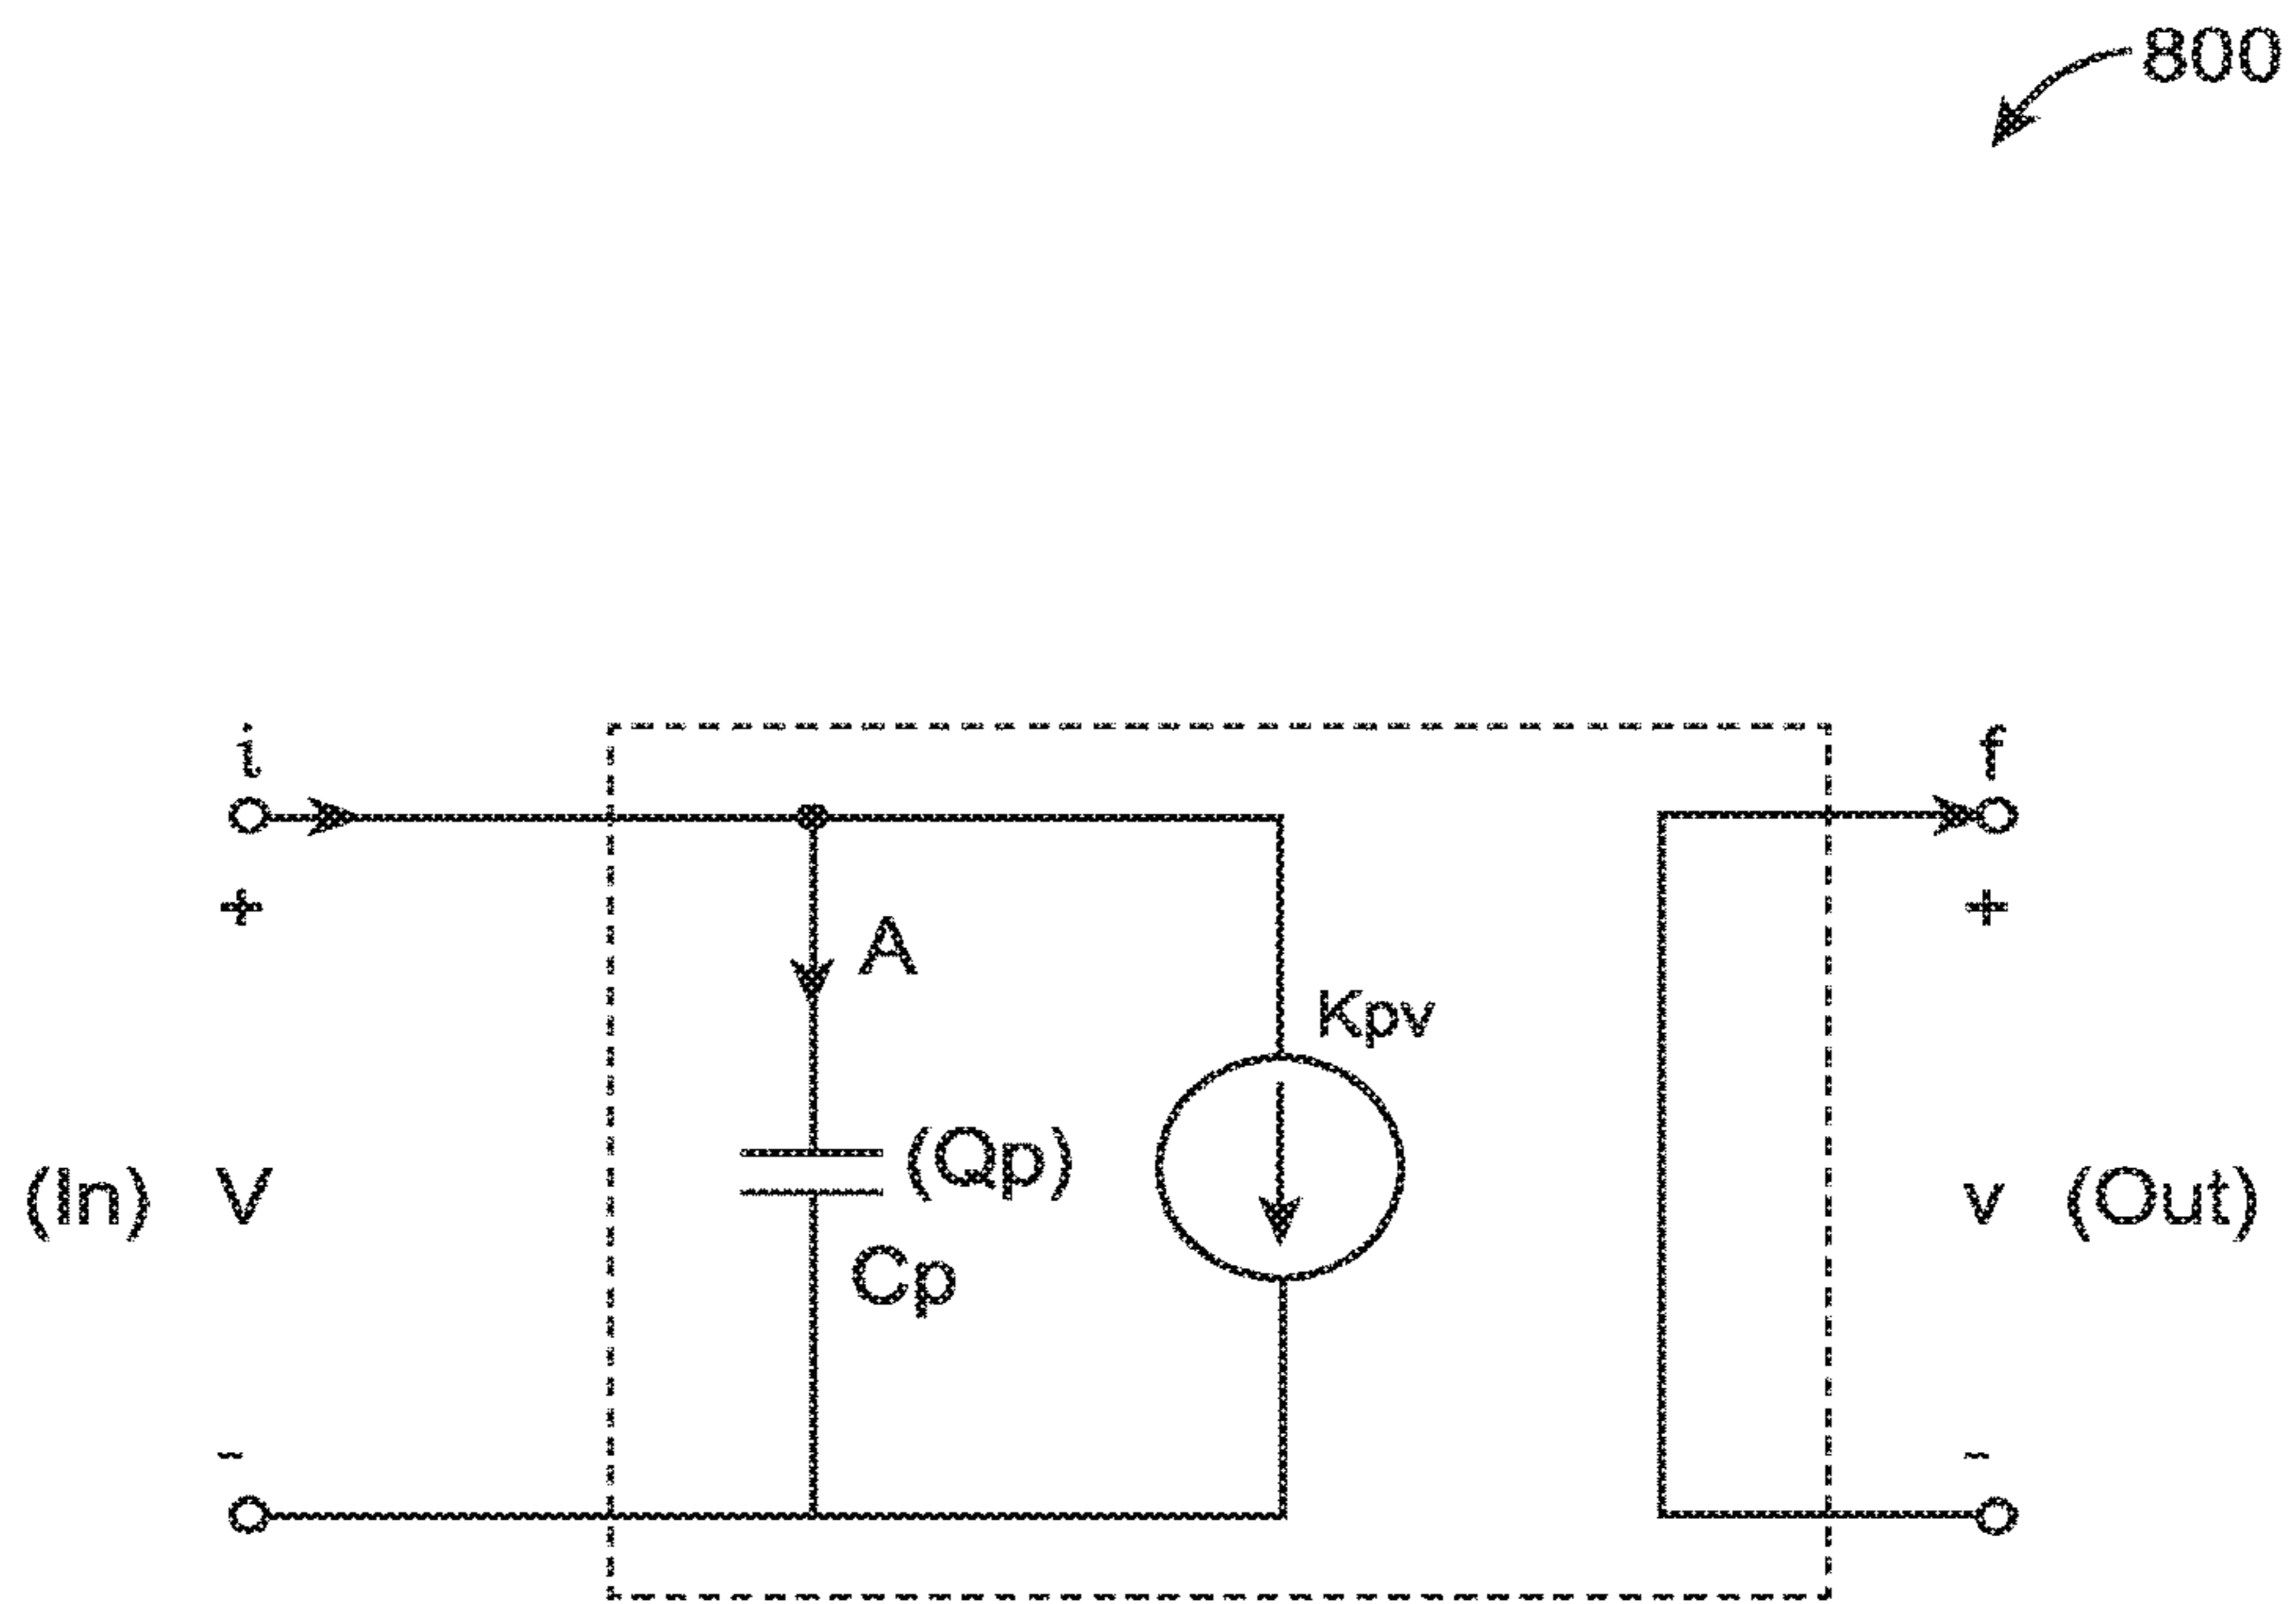 800
i
f
+
+
A
Kpv
(In) V
(Qp)
v (Out)
Cp
-
-